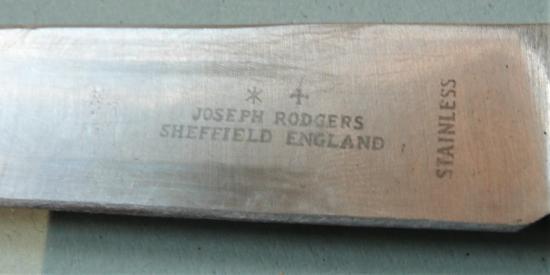 JOSEPH RODGERS
SHEFFIELD ENGLAND
STAINLESS